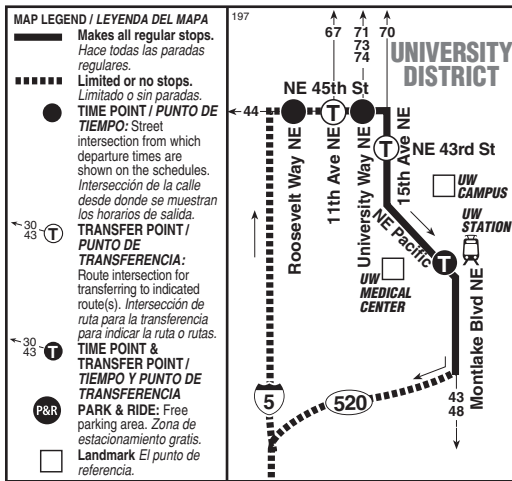 MAP LEGEND / LEYENDA DEL MAPA
Makes all regular stops.
Hace todas las paradas
regulares.
Limited or no stops.
Limitado o sin paradas.
TIME POINT / PUNTO DE
TIEMPO: Street
intersection from which
departure times are
shown on the schedules.
Intersección de la calle
desde donde se muestran
los horarios de salida.
30
43
T
TRANSFER POINT /
PUNTO DE
TRANSFERENCIA:
Route intersection for
transferring to indicated
route(s). Intersección de
ruta para la transferencia
para indicar la ruta o rutas.
30
43
T
TIME POINT &
TRANSFER POINT /
TIEMPO Y PUNTO DE
TRANSFERENCIA
P&R
PARK & RIDE: Free
parking area. Zona de
estacionamiento gratis.
Landmark El punto de
referencia.
197
67
71
73
74
70
UNIVERSITY
DISTRICT
NE 45th St
44
T
T
NE 43rd St
Roosevelt Way NE
11th Ave NE
University Way NE
15th Ave NE
UW
CAMPUS
UW
STATION
NE Pacific
T
UW
MEDICAL
CENTER
Montlake Blvd NE
5
520
43
48